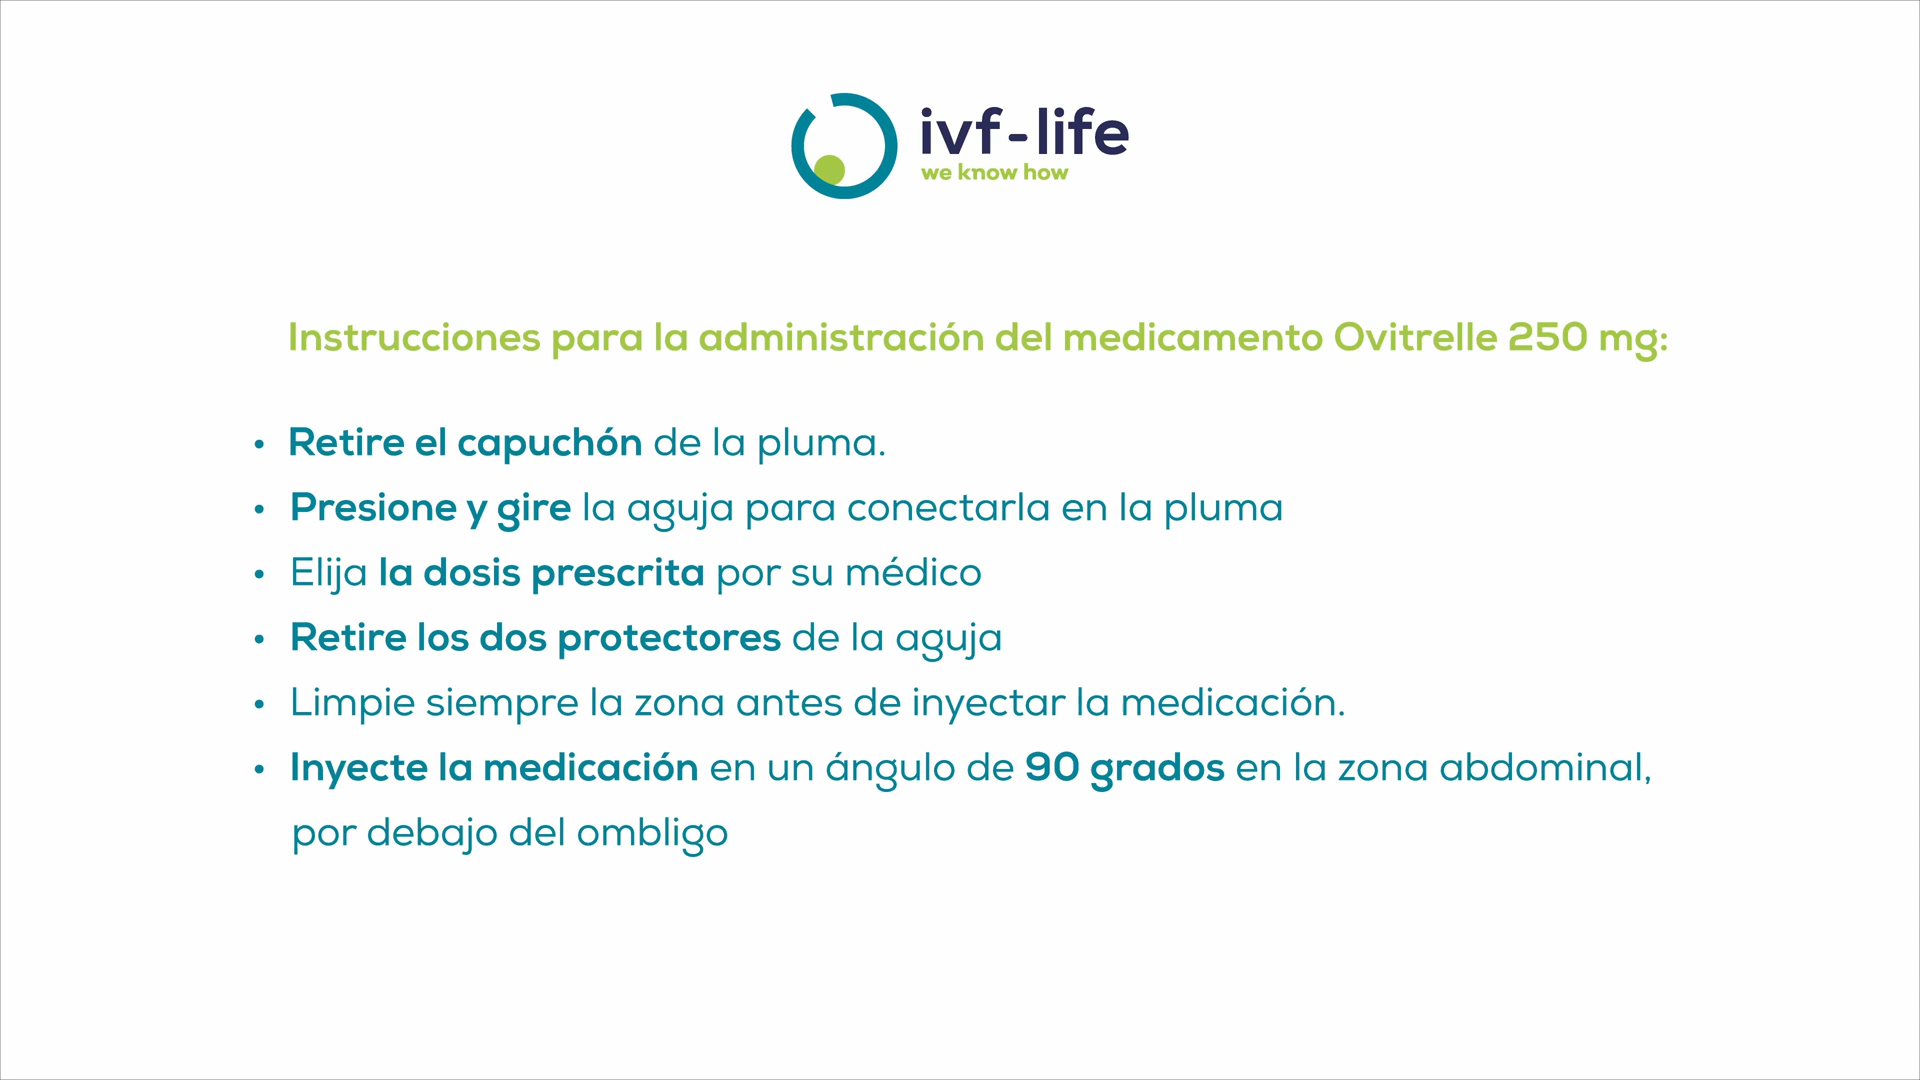 ivf-life
we know how
Instrucciones para la administración del medicamento Ovitrelle 250 mg:
• Retire el capuchón de la pluma.
• Presione y gire la aguja para conectarla en la pluma
• Elija la dosis prescrita por su médico
• Retire los dos protectores de la aguja
• Limpie siempre la zona antes de inyectar la medicación.
• Inyecte la medicación en un ángulo de 90 grados en la zona abdominal,
por debajo del ombligo